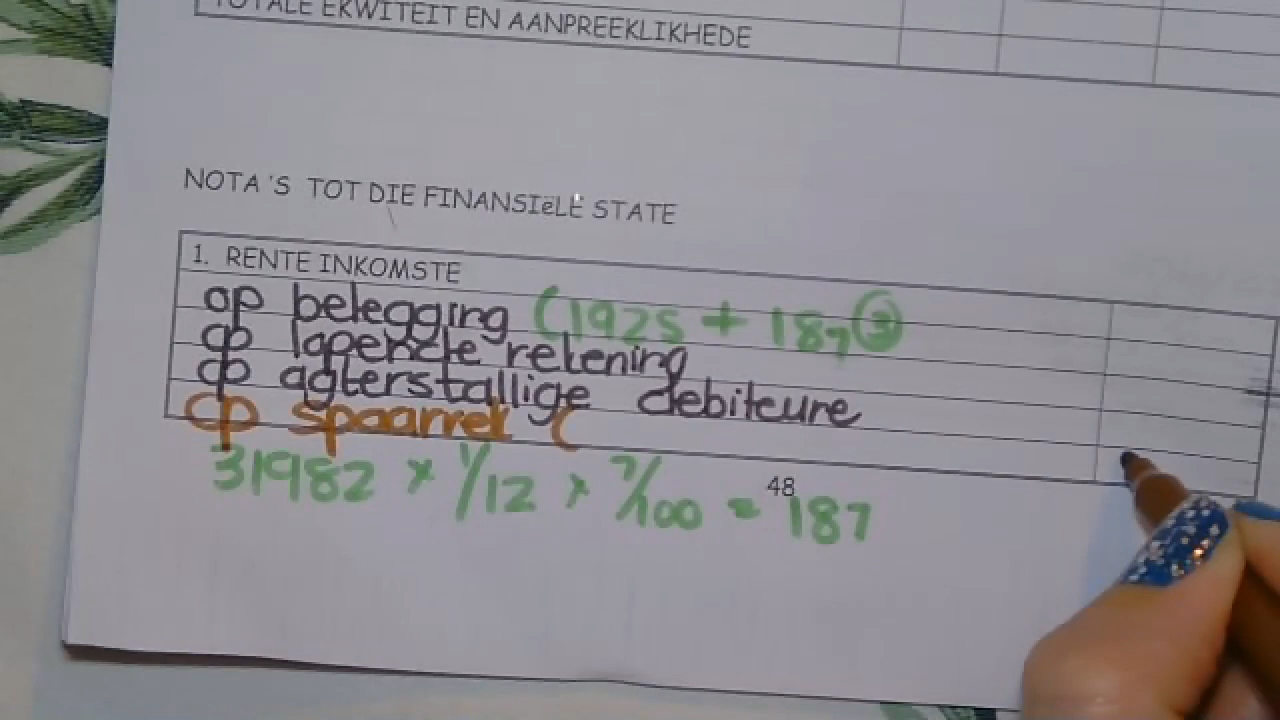 TOTALE EKWITEIT EN AANPREEKLIKHEDE
NOTA'S TOT DIE FINANSIëLE STATE
1. RENTE INKOMSTE
op belegging (1925 + 187 ③
op lopende rekening
op agterstallige debiteure
op spaarrek (
31982 x 1/12 x 7/100 = 187
48